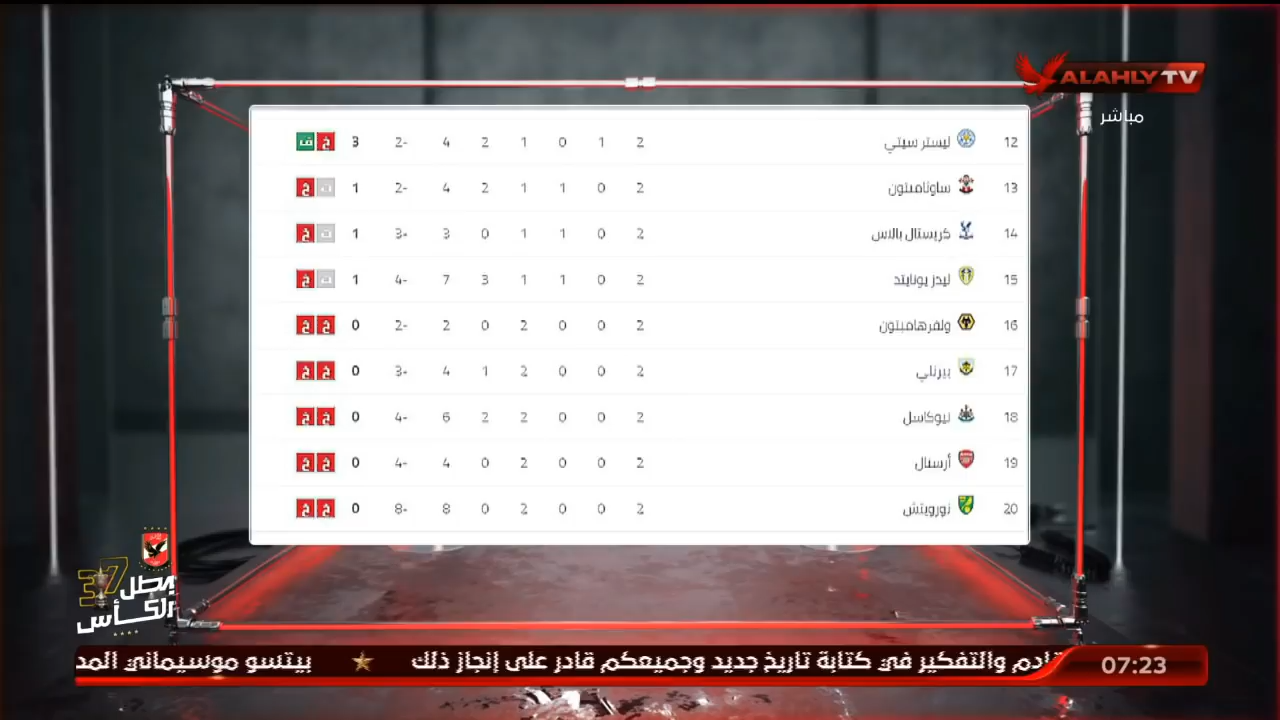 ALAHLY TV
مباشر
12 ليستر سيتي 2 1 0 1 2 4 -2 3 خ ف
13 ساوثامبتون 2 0 1 1 2 4 -2 1 ت خ
14 كريستال بالاس 2 0 1 1 0 3 +3 1 ت خ
15 ليدز يونايتد 2 0 1 1 3 7 -4 1 ت خ
16 ولفرهامبتون 2 0 0 2 0 2 -2 0 خ خ
17 بيرنلي 2 0 0 2 1 4 +3 0 خ خ
18 نيوكاسل 2 0 0 2 2 6 -4 0 خ خ
19 أرسنال 2 0 0 2 0 4 -4 0 خ خ
20 نورويتش 2 0 0 2 0 8 -8 0 خ خ
بطل الكأس 37
07:23
قادم والتفكير في كتابة تاريخ جديد وجميعكم قادر على إنجاز ذلك ★ بيتسو موسيماني المد